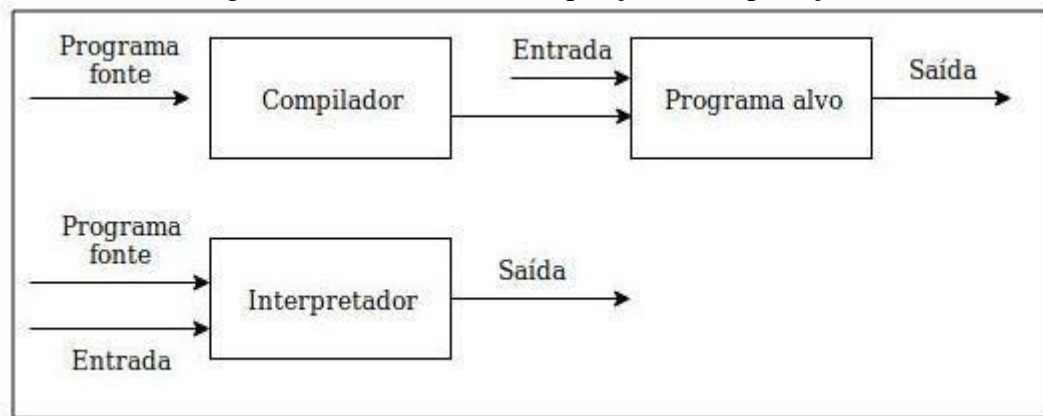 Programa
fonte
Compilador
Entrada
Programa alvo
Saída
Programa
fonte
Interpretador
Saída
Entrada